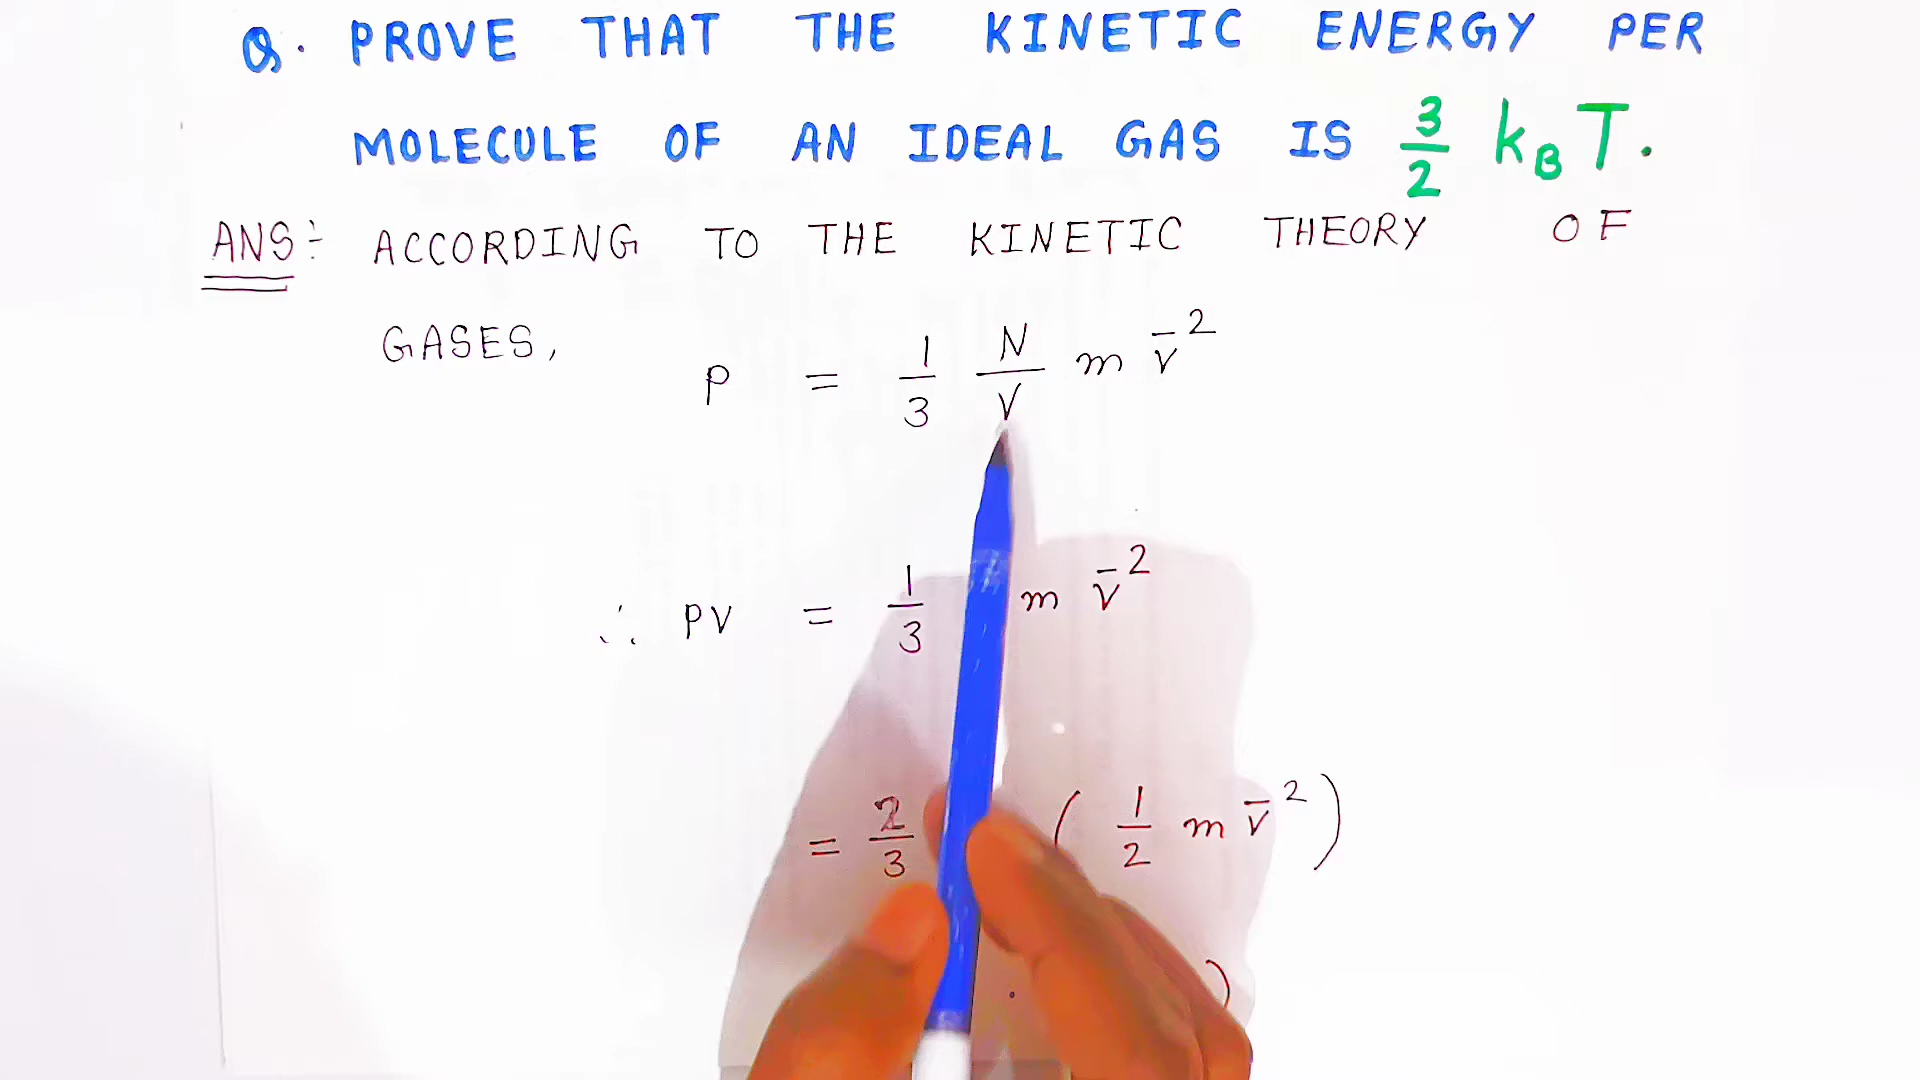 Q. PROVE THAT THE KINETIC ENERGY PER
MOLECULE OF AN IDEAL GAS IS 3/2 k_B T.
ANS:- ACCORDING TO THE KINETIC THEORY OF
GASES,
P = 1/3 N/V m v̄²
∴ PV = 1/3 m v̄²
= 2/3 ( 1/2 m v̄² )
)